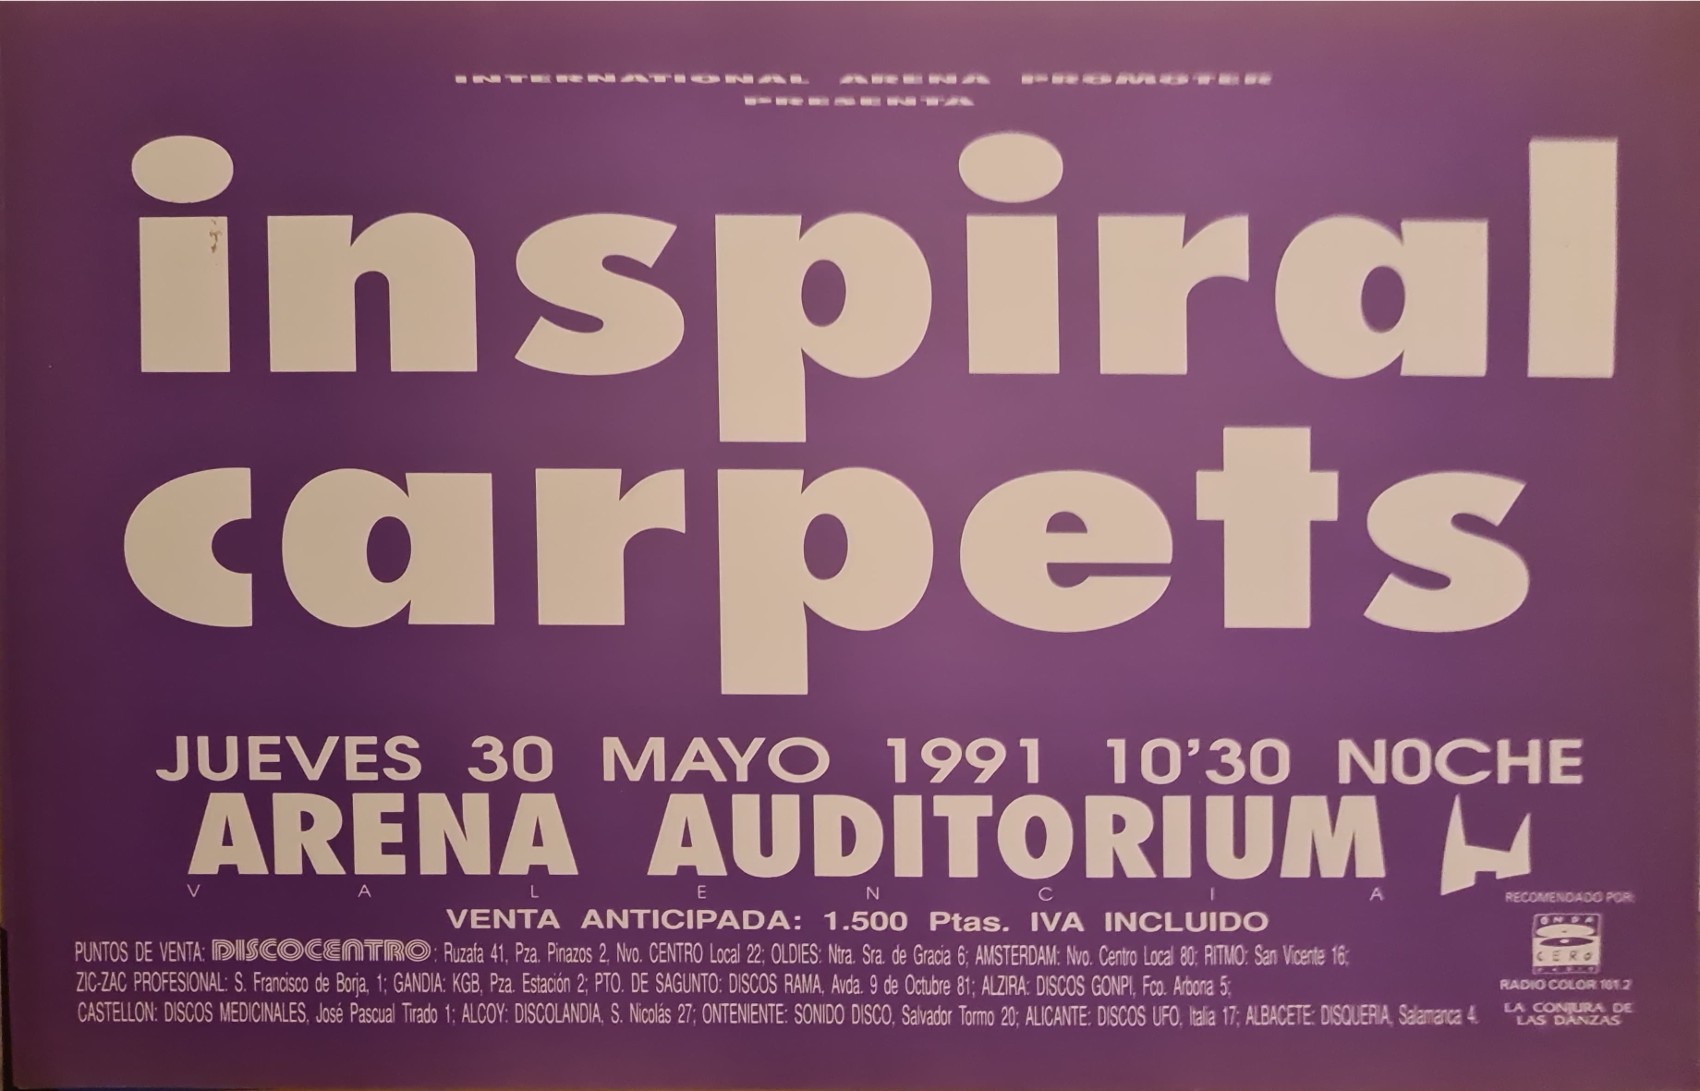 INTERNATIONAL ARENA PROMOTER
PRESENTA
inspiral
carpets
JUEVES 30 MAYO 1991 10'30 NOCHE
ARENA AUDITORIUM
VALENCIA
VENTA ANTICIPADA: 1.500 Ptas. IVA INCLUIDO
PUNTOS DE VENTA: DISCOCENTRO: Ruzafa 41, Pza. Pinazos 2, Nvo. CENTRO Local 22; OLDIES: Ntra. Sra. de Gracia 6; AMSTERDAM: Nvo. Centro Local 80; RITMO: San Vicente 16;
ZIC-ZAC PROFESIONAL: S. Francisco de Borja, 1; GANDIA: KGB, Pza. Estación 2; PTO. DE SAGUNTO: DISCOS RAMA, Avda. 9 de Octubre 81; ALZIRA: DISCOS GONPI, Fco. Arbona 5;
CASTELLON: DISCOS MEDICINALES, José Pascual Tirado 1; ALCOY: DISCOLANDIA, S. Nicolás 27; ONTENIENTE: SONIDO DISCO, Salvador Tormo 20; ALICANTE: DISCOS UFO, Italia 17; ALBACETE: DISQUERIA, Salamanca 4.
RECOMENDADO POR:
ONDA
CERO
RADIO
RADIO COLOR 101.2
LA CONJURA DE
LAS DANZAS